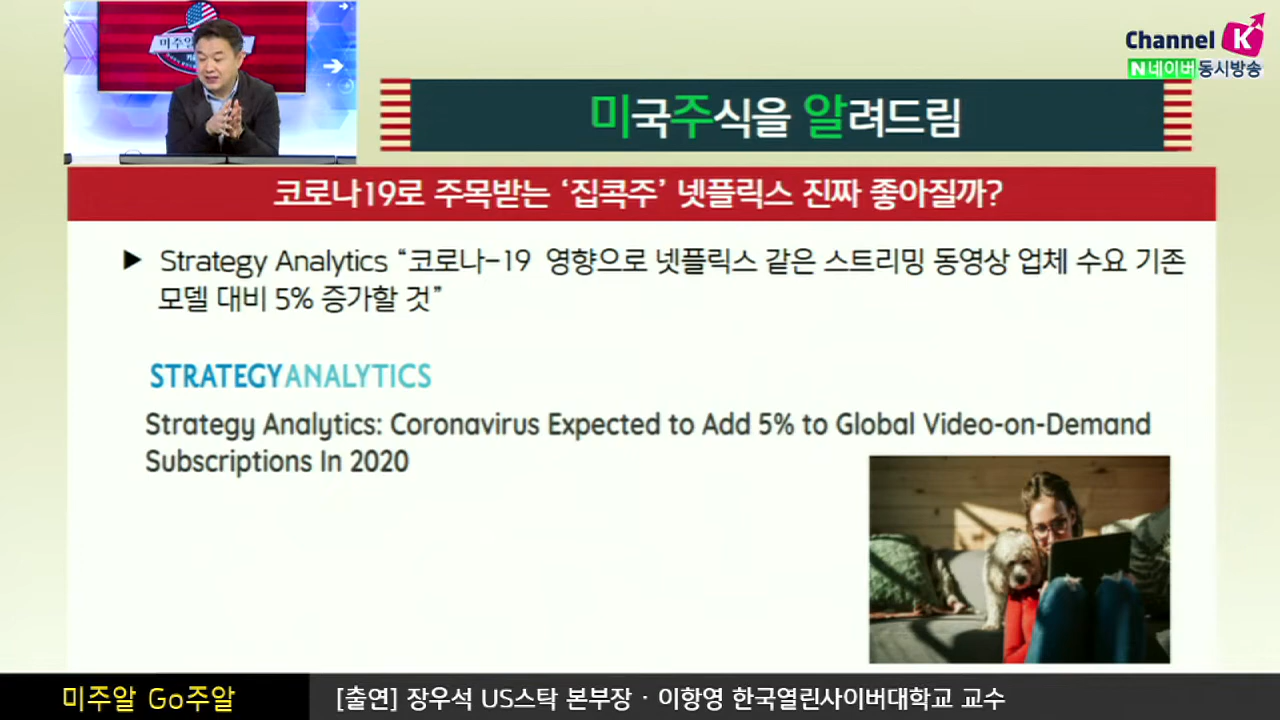 미주알
Channel K
N 네이버 동시방송
미국주식을 알려드림
코로나19로 주목받는 ‘집콕주’ 넷플릭스 진짜 좋아질까?
▶ Strategy Analytics “코로나-19 영향으로 넷플릭스 같은 스트리밍 동영상 업체 수요 기존
모델 대비 5% 증가할 것”
STRATEGYANALYTICS
Strategy Analytics: Coronavirus Expected to Add 5% to Global Video-on-Demand
Subscriptions In 2020
미주알 Go주알
[출연] 장우석 US스탁 본부장 · 이항영 한국열린사이버대학교 교수